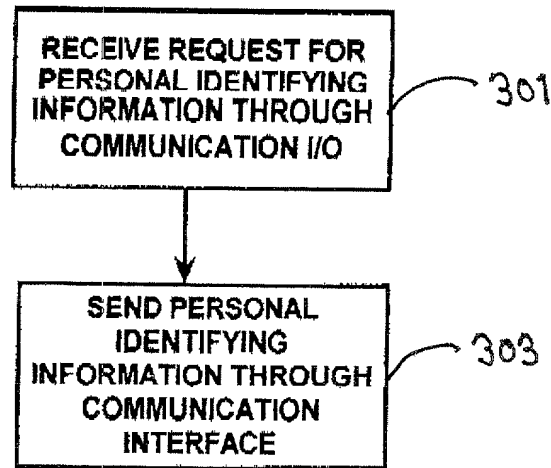 RECEIVE REQUEST FOR
PERSONAL IDENTIFYING
INFORMATION THROUGH
COMMUNICATION I/O
301
SEND PERSONAL
IDENTIFYING
INFORMATION THROUGH
COMMUNICATION
INTERFACE
303